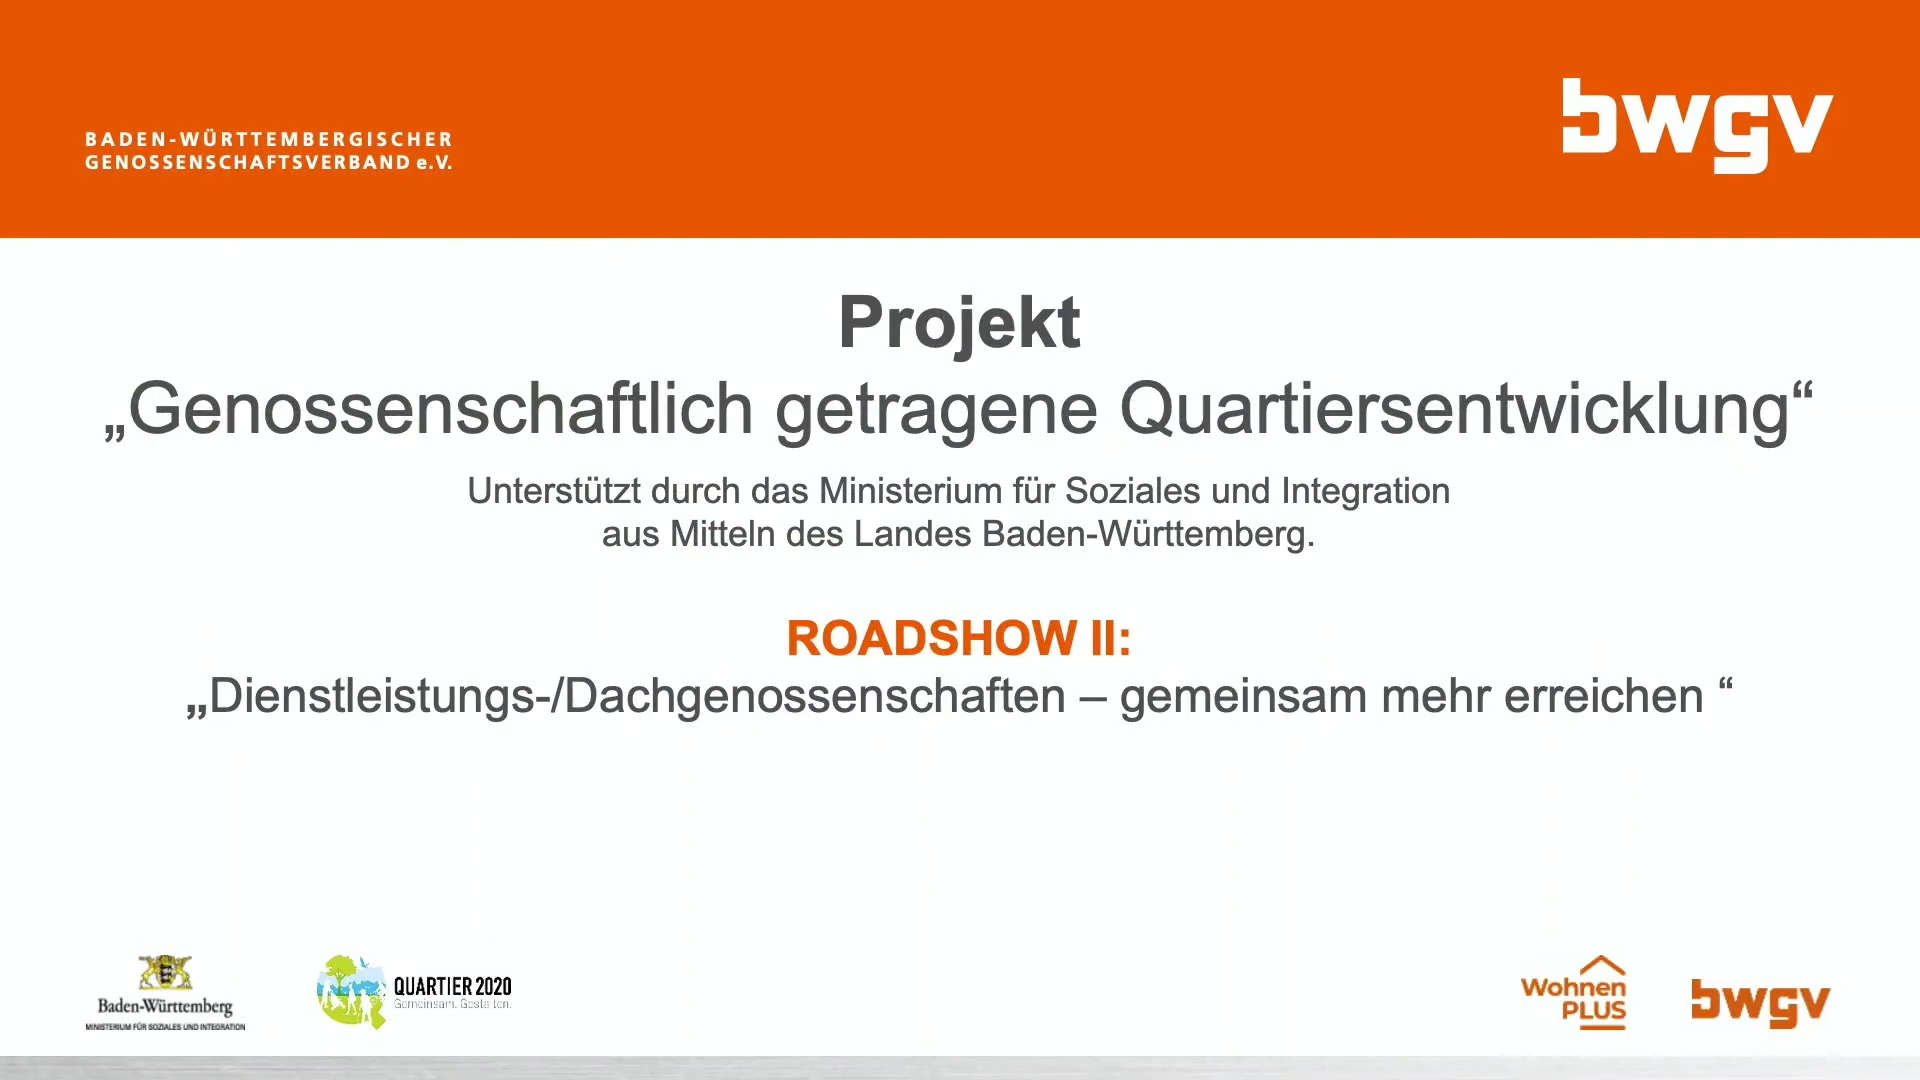 BADEN-WÜRTTEMBERGISCHER
GENOSSENSCHAFTSVERBAND e.V.
bwgv
Projekt
„Genossenschaftlich getragene Quartiersentwicklung“
Unterstützt durch das Ministerium für Soziales und Integration
aus Mitteln des Landes Baden-Württemberg.
ROADSHOW II:
„Dienstleistungs-/Dachgenossenschaften – gemeinsam mehr erreichen “
Baden-Württemberg
MINISTERIUM FÜR SOZIALES UND INTEGRATION
QUARTIER 2020
Gemeinsam. Gestalten.
Wohnen
PLUS
bwgv